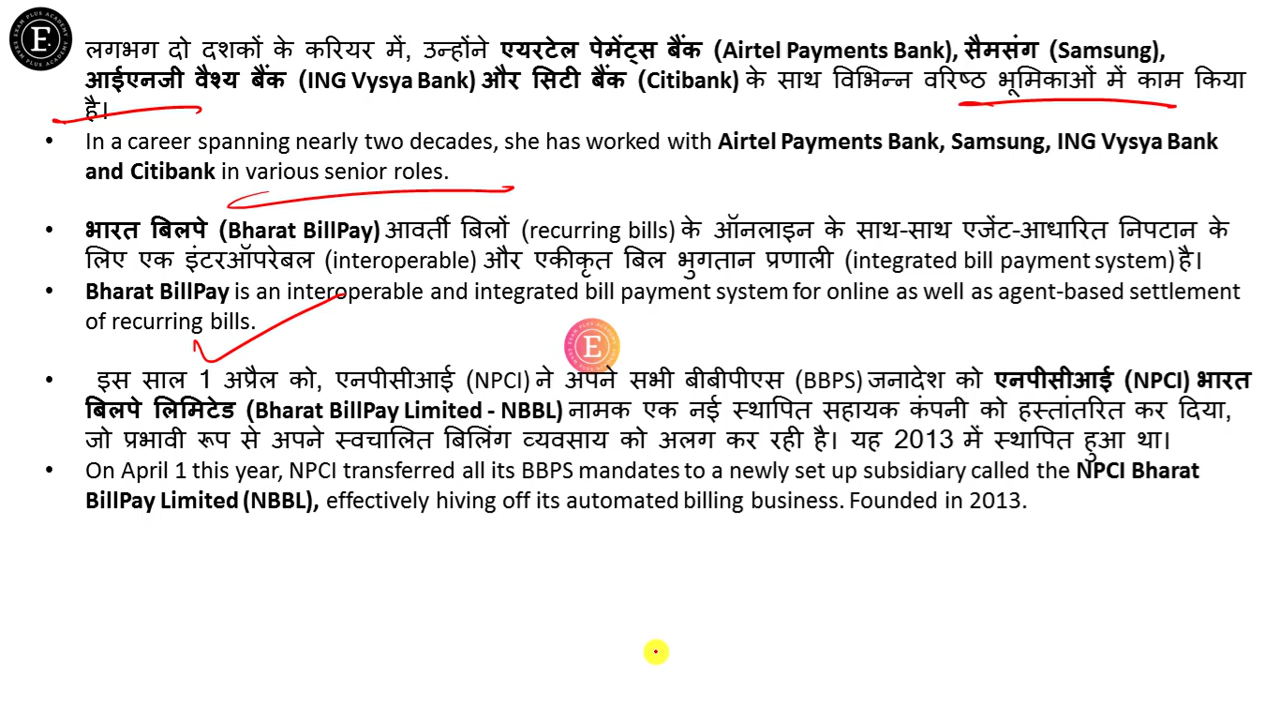 लगभग दो दशकों के करियर में, उन्होंने एयरटेल पेमेंट्स बैंक (Airtel Payments Bank), सैमसंग (Samsung),
आईएनजी वैश्य बैंक (ING Vysya Bank) और सिटी बैंक (Citibank) के साथ विभिन्न वरिष्ठ भूमिकाओं में काम किया
है।
• In a career spanning nearly two decades, she has worked with Airtel Payments Bank, Samsung, ING Vysya Bank
and Citibank in various senior roles.
• भारत बिलपे (Bharat BillPay) आवर्ती बिलों (recurring bills) के ऑनलाइन के साथ-साथ एजेंट-आधारित निपटान के
लिए एक इंटरऑपरेबल (interoperable) और एकीकृत बिल भुगतान प्रणाली (integrated bill payment system) है।
• Bharat BillPay is an interoperable and integrated bill payment system for online as well as agent-based settlement
of recurring bills.
E
• इस साल 1 अप्रैल को, एनपीसीआई (NPCI) ने अपने सभी बीबीपीएस (BBPS) जनादेश को एनपीसीआई (NPCI) भारत
बिलपे लिमिटेड (Bharat BillPay Limited - NBBL) नामक एक नई स्थापित सहायक कंपनी को हस्तांतरित कर दिया,
जो प्रभावी रूप से अपने स्वचालित बिलिंग व्यवसाय को अलग कर रही है। यह 2013 में स्थापित हुआ था।
• On April 1 this year, NPCI transferred all its BBPS mandates to a newly set up subsidiary called the NPCI Bharat
BillPay Limited (NBBL), effectively hiving off its automated billing business. Founded in 2013.
EXAM PLUS ACADEMY
E.